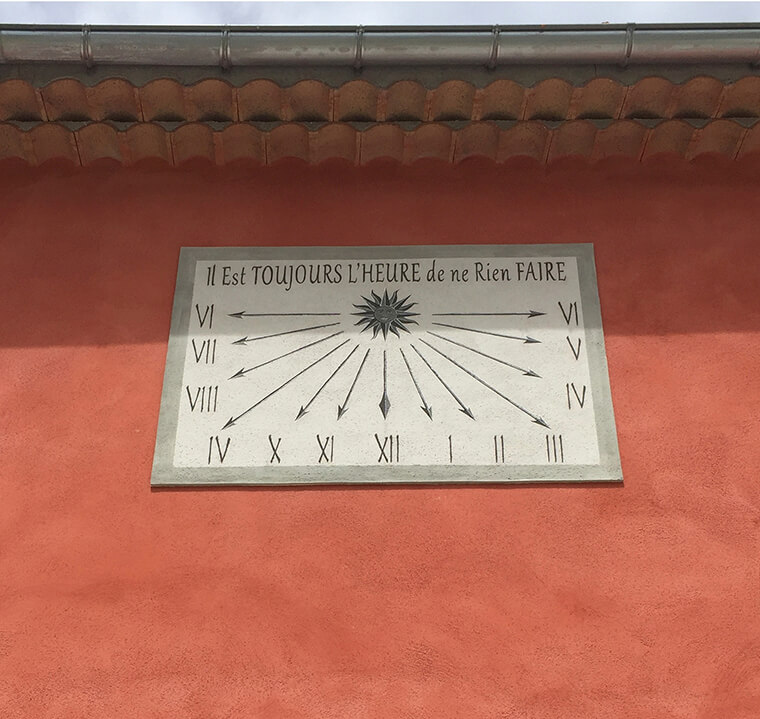 Il Est TOUJOURS L'HEURE de ne Rien FAIRE
VI VI
VII V
VIII IV
IV X XI XII I II III